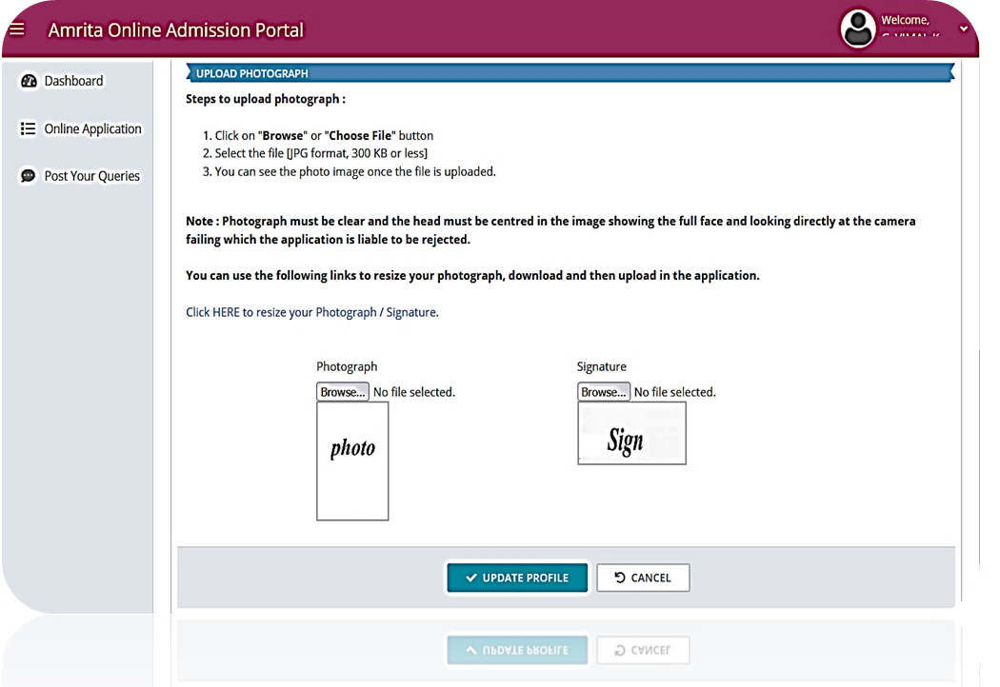 Amrita Online Admission Portal
Welcome,
Dashboard
Online Application
Post Your Queries
UPLOAD PHOTOGRAPH
Steps to upload photograph :
1. Click on "Browse" or "Choose File" button
2. Select the file [JPG format, 300 KB or less]
3. You can see the photo image once the file is uploaded.
Note : Photograph must be clear and the head must be centred in the image showing the full face and looking directly at the camera
failing which the application is liable to be rejected.
You can use the following links to resize your photograph, download and then upload in the application.
Click HERE to resize your Photograph / Signature.
Photograph
Browse... No file selected.
photo
Signature
Browse... No file selected.
Sign
UPDATE PROFILE
CANCEL